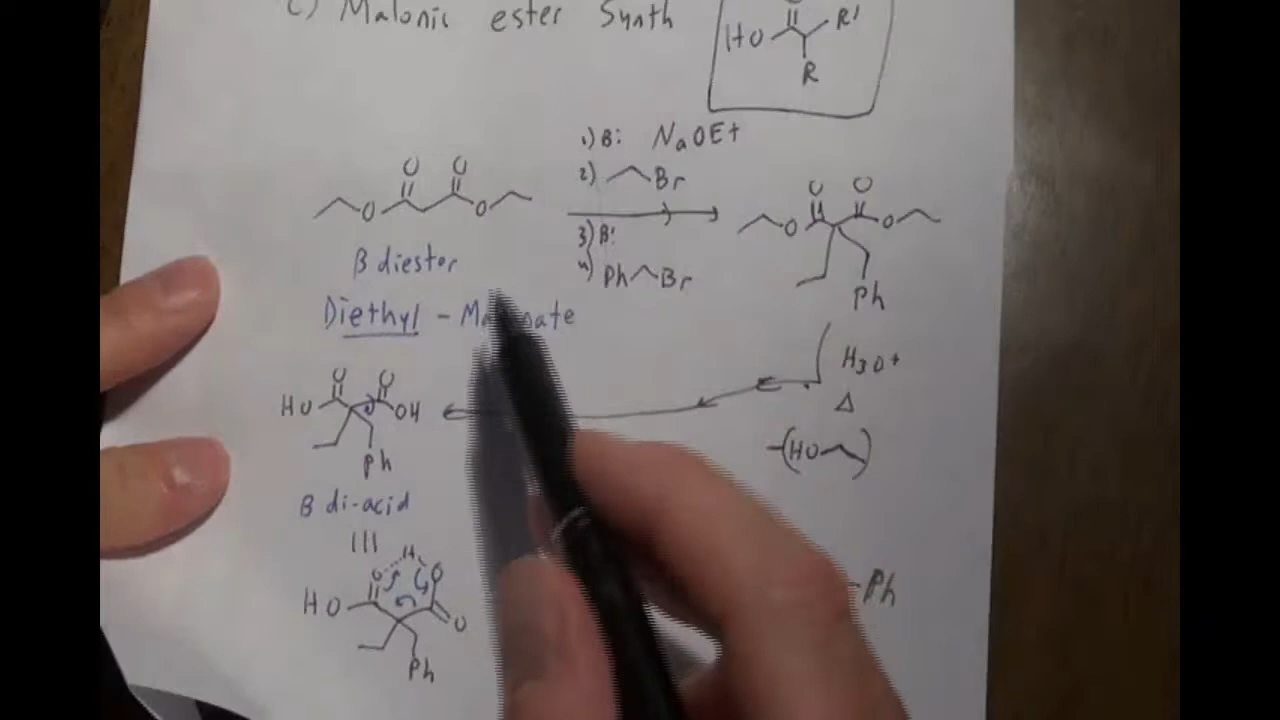 C) Malonic ester Synth
HO R'
R
1) B: NaOEt
2) Br
3) B:
4) Ph Br
O O
O O
O O
O O
Ph
β diester
Diethyl -
H3O+
Δ
-(HO )
O O
HO OH
Ph
β di-acid
H
O O
HO O
Ph
Ph